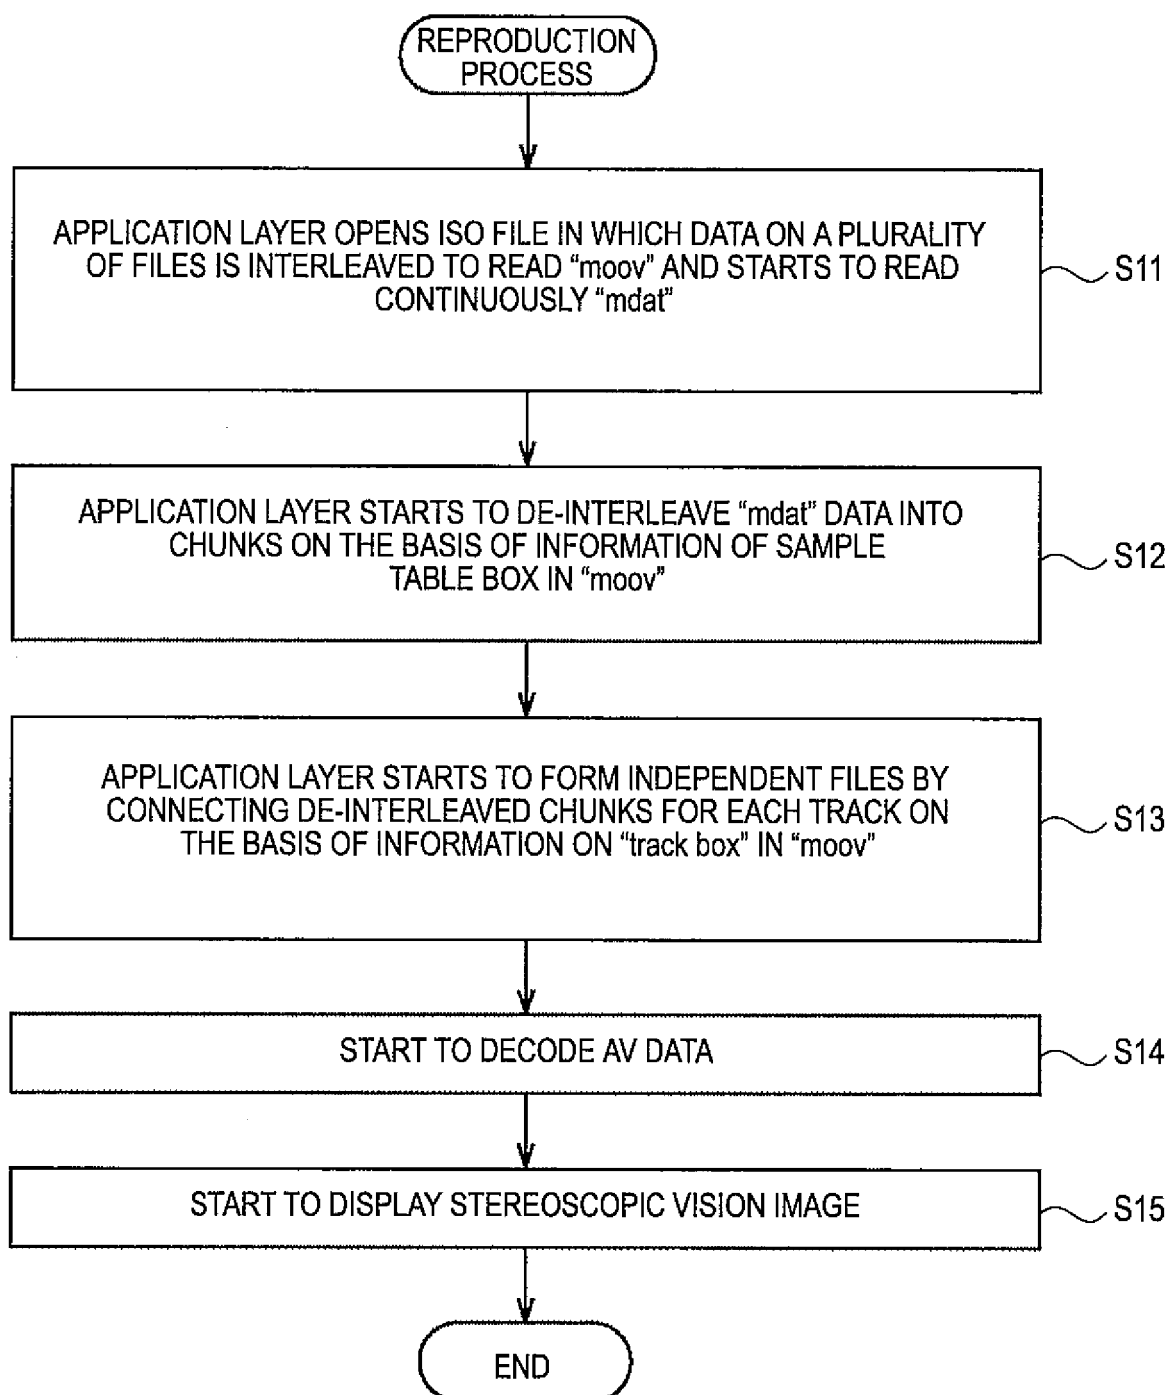 REPRODUCTION
PROCESS
APPLICATION LAYER OPENS ISO FILE IN WHICH DATA ON A PLURALITY
OF FILES IS INTERLEAVED TO READ “moov” AND STARTS TO READ
CONTINUOUSLY “mdat”
S11
APPLICATION LAYER STARTS TO DE-INTERLEAVE “mdat” DATA INTO
CHUNKS ON THE BASIS OF INFORMATION OF SAMPLE
TABLE BOX IN “moov”
S12
APPLICATION LAYER STARTS TO FORM INDEPENDENT FILES BY
CONNECTING DE-INTERLEAVED CHUNKS FOR EACH TRACK ON
THE BASIS OF INFORMATION ON “track box” IN “moov”
S13
START TO DECODE AV DATA
S14
START TO DISPLAY STEREOSCOPIC VISION IMAGE
S15
END